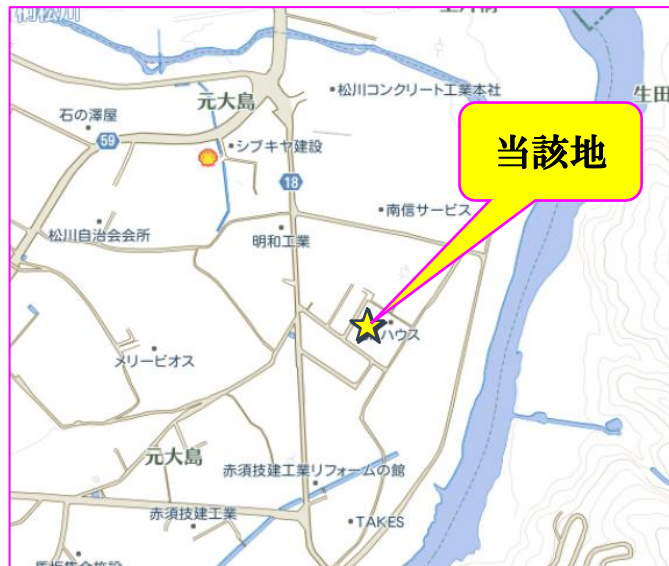 元大島
松川コンクリート工業本社
生田
石の澤屋
59
シブキヤ建設
当該地
18
南信サービス
松川自治会会所
明和工業
ハウス
メリービオス
元大島
赤須技建工業リフォームの館
赤須技建工業
TAKES